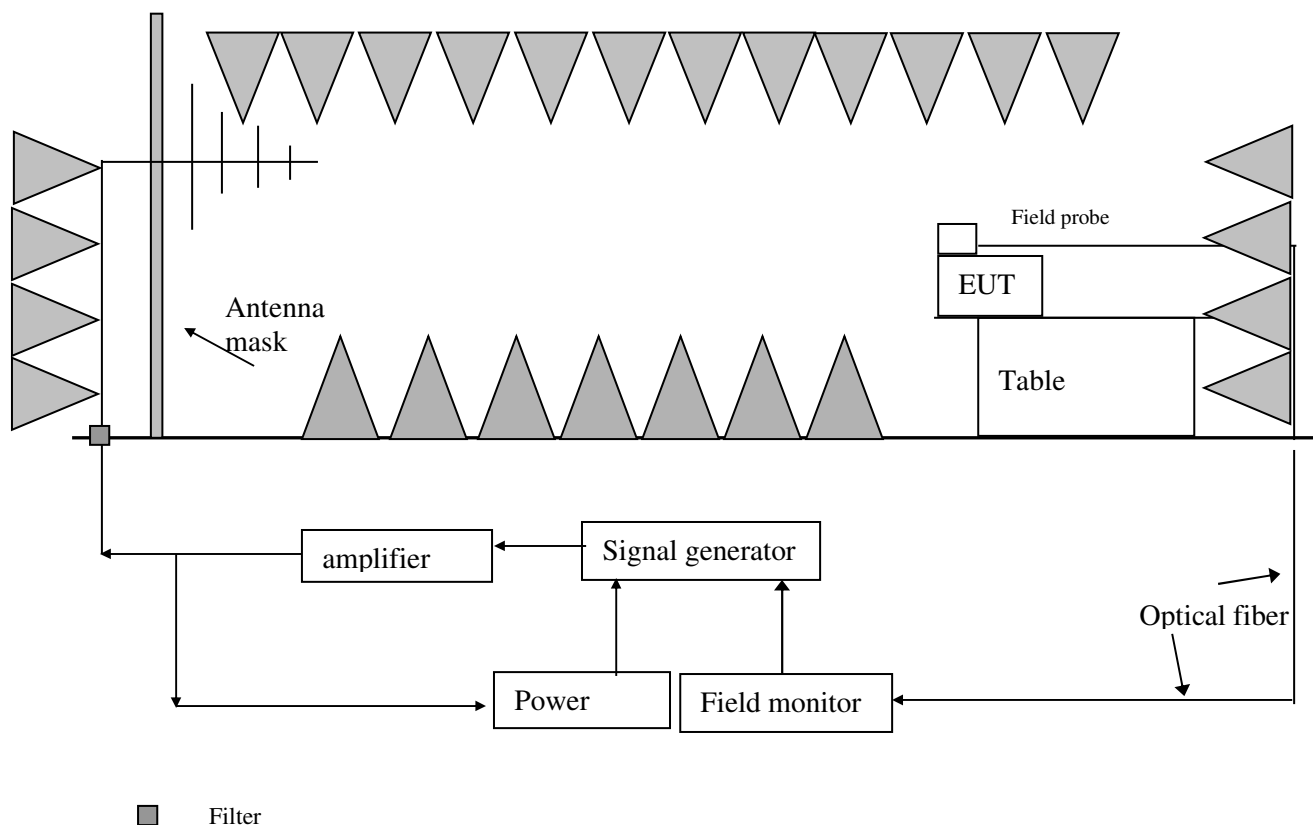 Field probe
EUT
Antenna
mask
Table
Signal generator
amplifier
Optical fiber
Power
Field monitor
Filter